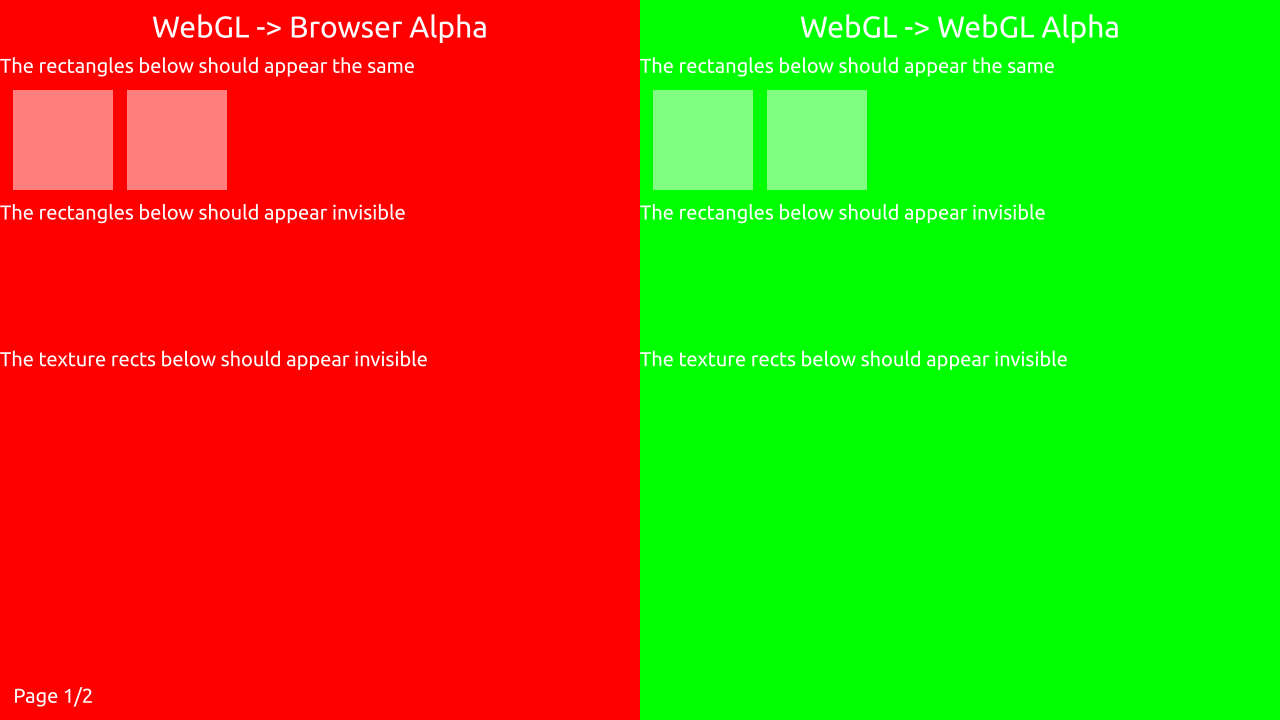 WebGL -> Browser Alpha
The rectangles below should appear the same
The rectangles below should appear invisible
The texture rects below should appear invisible
Page 1/2
WebGL -> WebGL Alpha
The rectangles below should appear the same
The rectangles below should appear invisible
The texture rects below should appear invisible